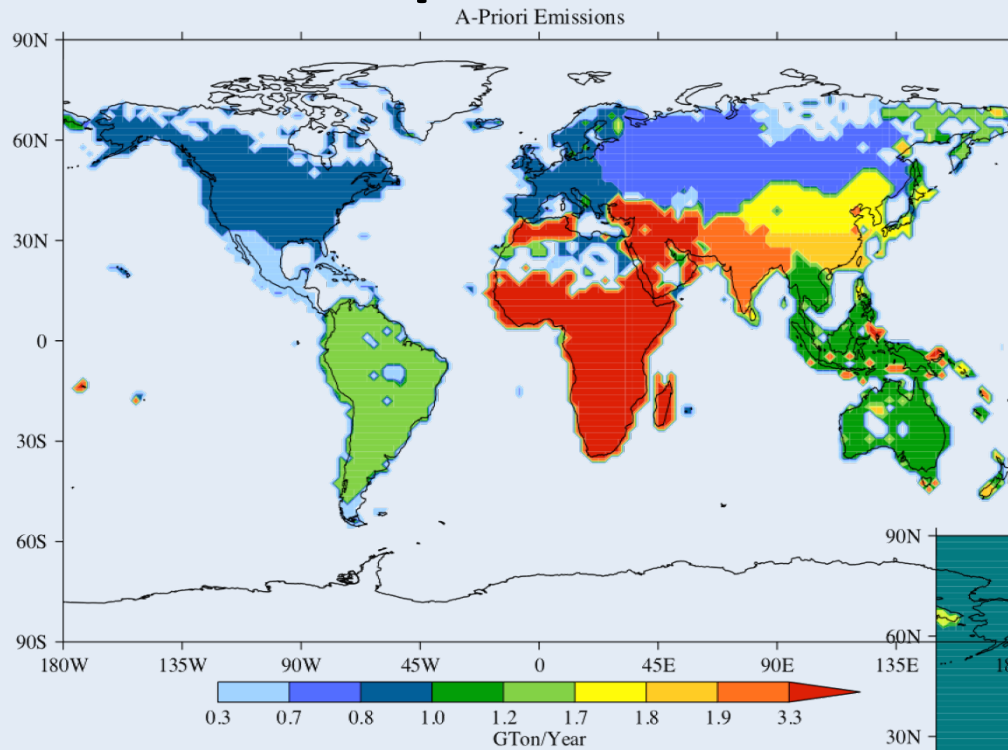 A-Priori Emissions
90N
60N
30N
0
30S
60S
90S
180W 135W 90W 45W 0 45E 90E 135E
0.3 0.7 0.8 1.0 1.2 1.7 1.8 1.9 3.3
GTon/Year
90N
60N
30N